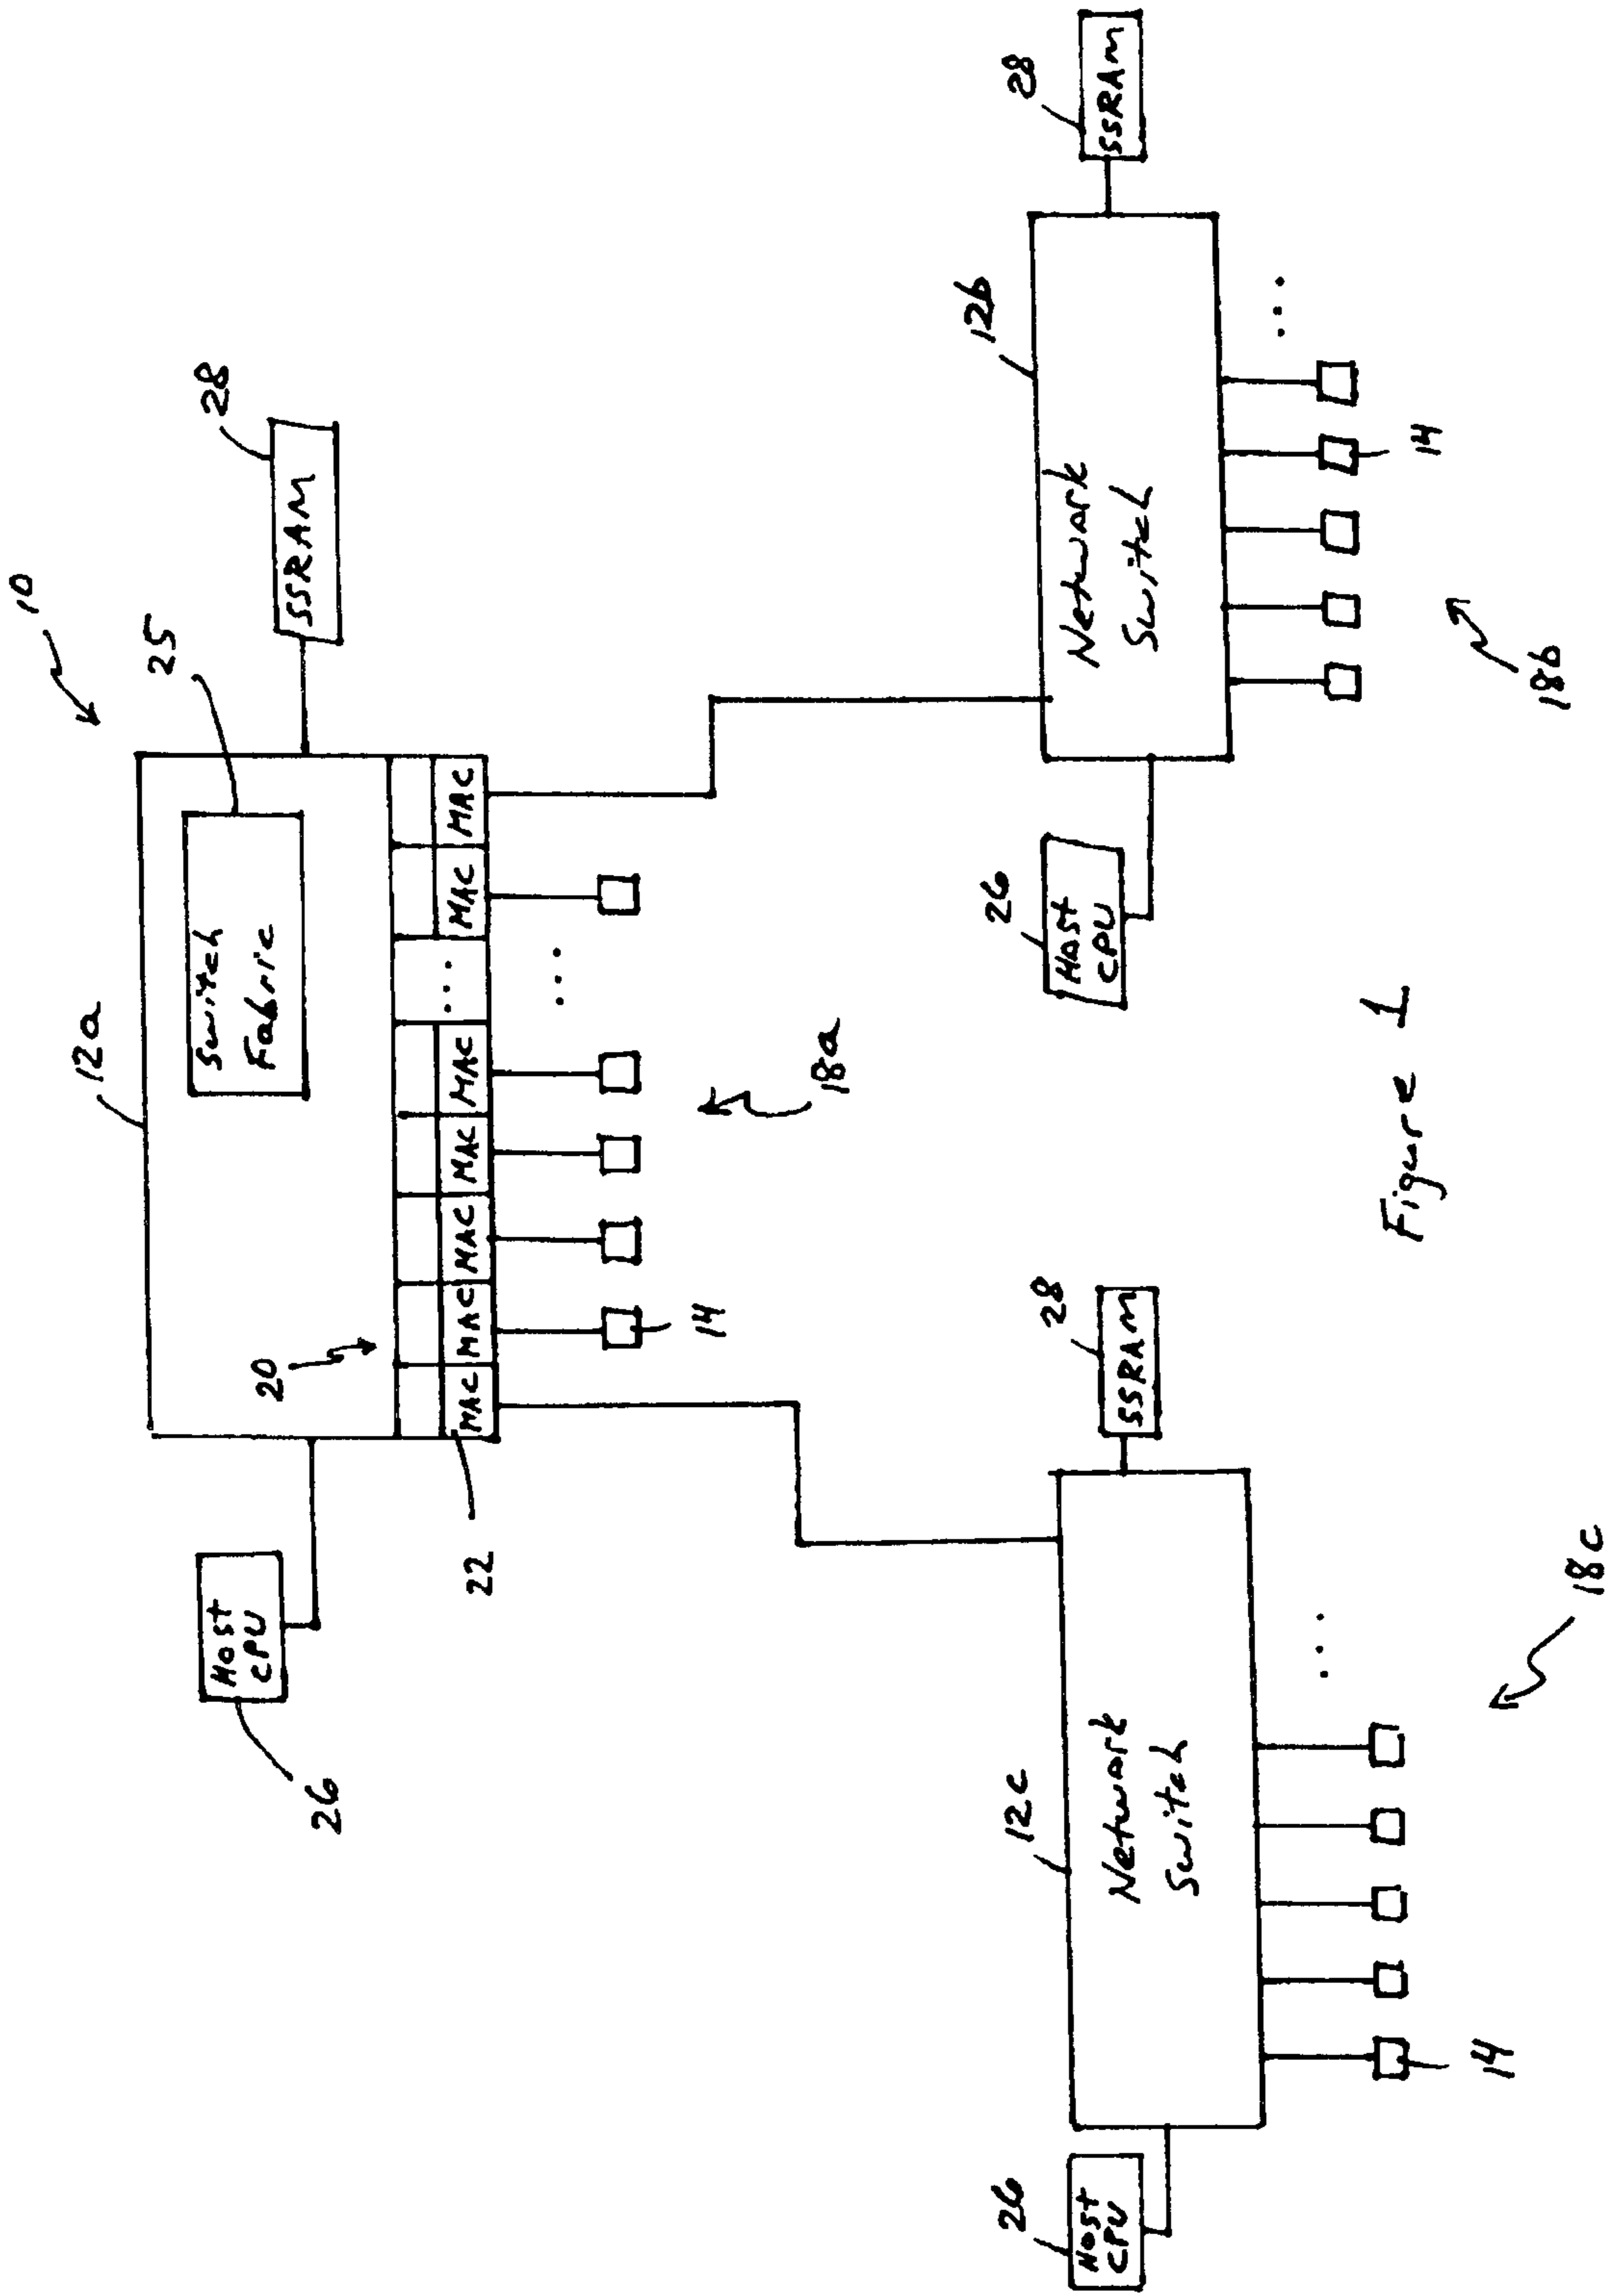 10
12a
25
28
Switch
Fabric
SSRAM
26
Host
CPU
20
22
MAC
MAC
MAC
MAC
MAC
...
MAC
MAC
14
...
18a
12c
28
Network
Switch
SSRAM
26
Host
CPU
14
...
18c
12b
28
Network
Switch
SSRAM
26
Host
CPU
14
...
18b
Figure 1